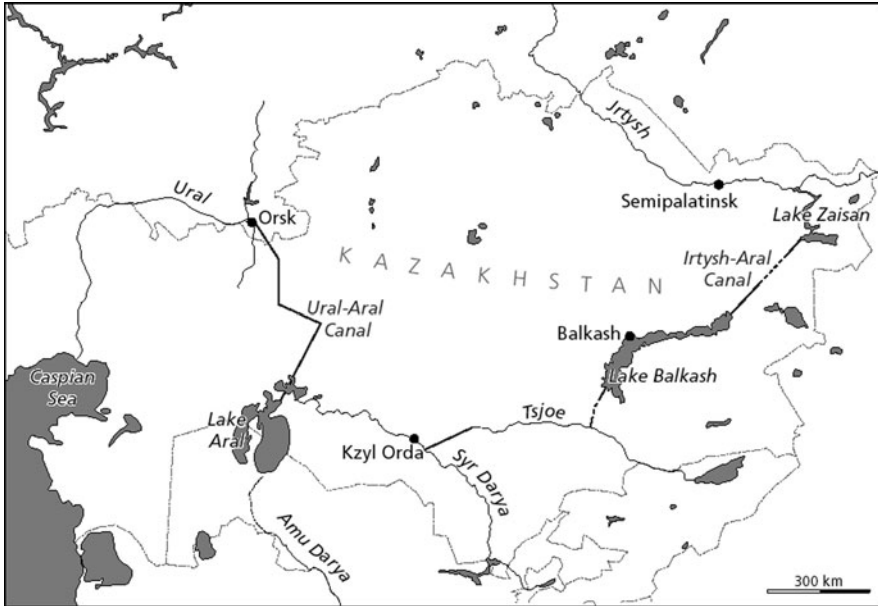 Irtysh
Semipalatinsk
Lake Zaisan
Ural
Orsk
KAZAKHSTAN
Irtysh-Aral
Canal
Ural-Aral
Canal
Balkash
Lake Balkash
Caspian
Sea
Lake
Aral
Tsjoe
Kzyl Orda
Syr Darya
Amu Darya
300 km